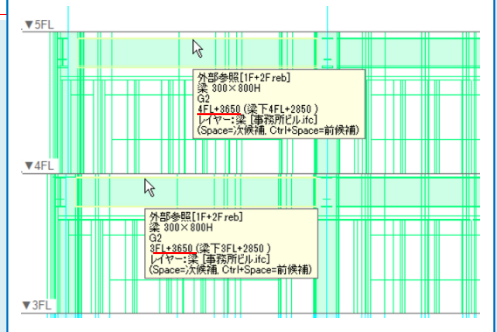 ▼5FL
外部参照[1F+2F.reb]
梁 300×800H
G2
4FL+3650 (梁下4FL+2850 )
レイヤー:梁 [事務所ビル.ifc]
(Space=次候補, Ctrl+Space=前候補)
▼4FL
外部参照[1F+2F.reb]
梁 300×800H
G2
3FL+3650 (梁下3FL+2850 )
レイヤー:梁 [事務所ビル.ifc]
(Space=次候補, Ctrl+Space=前候補)
▼3FL